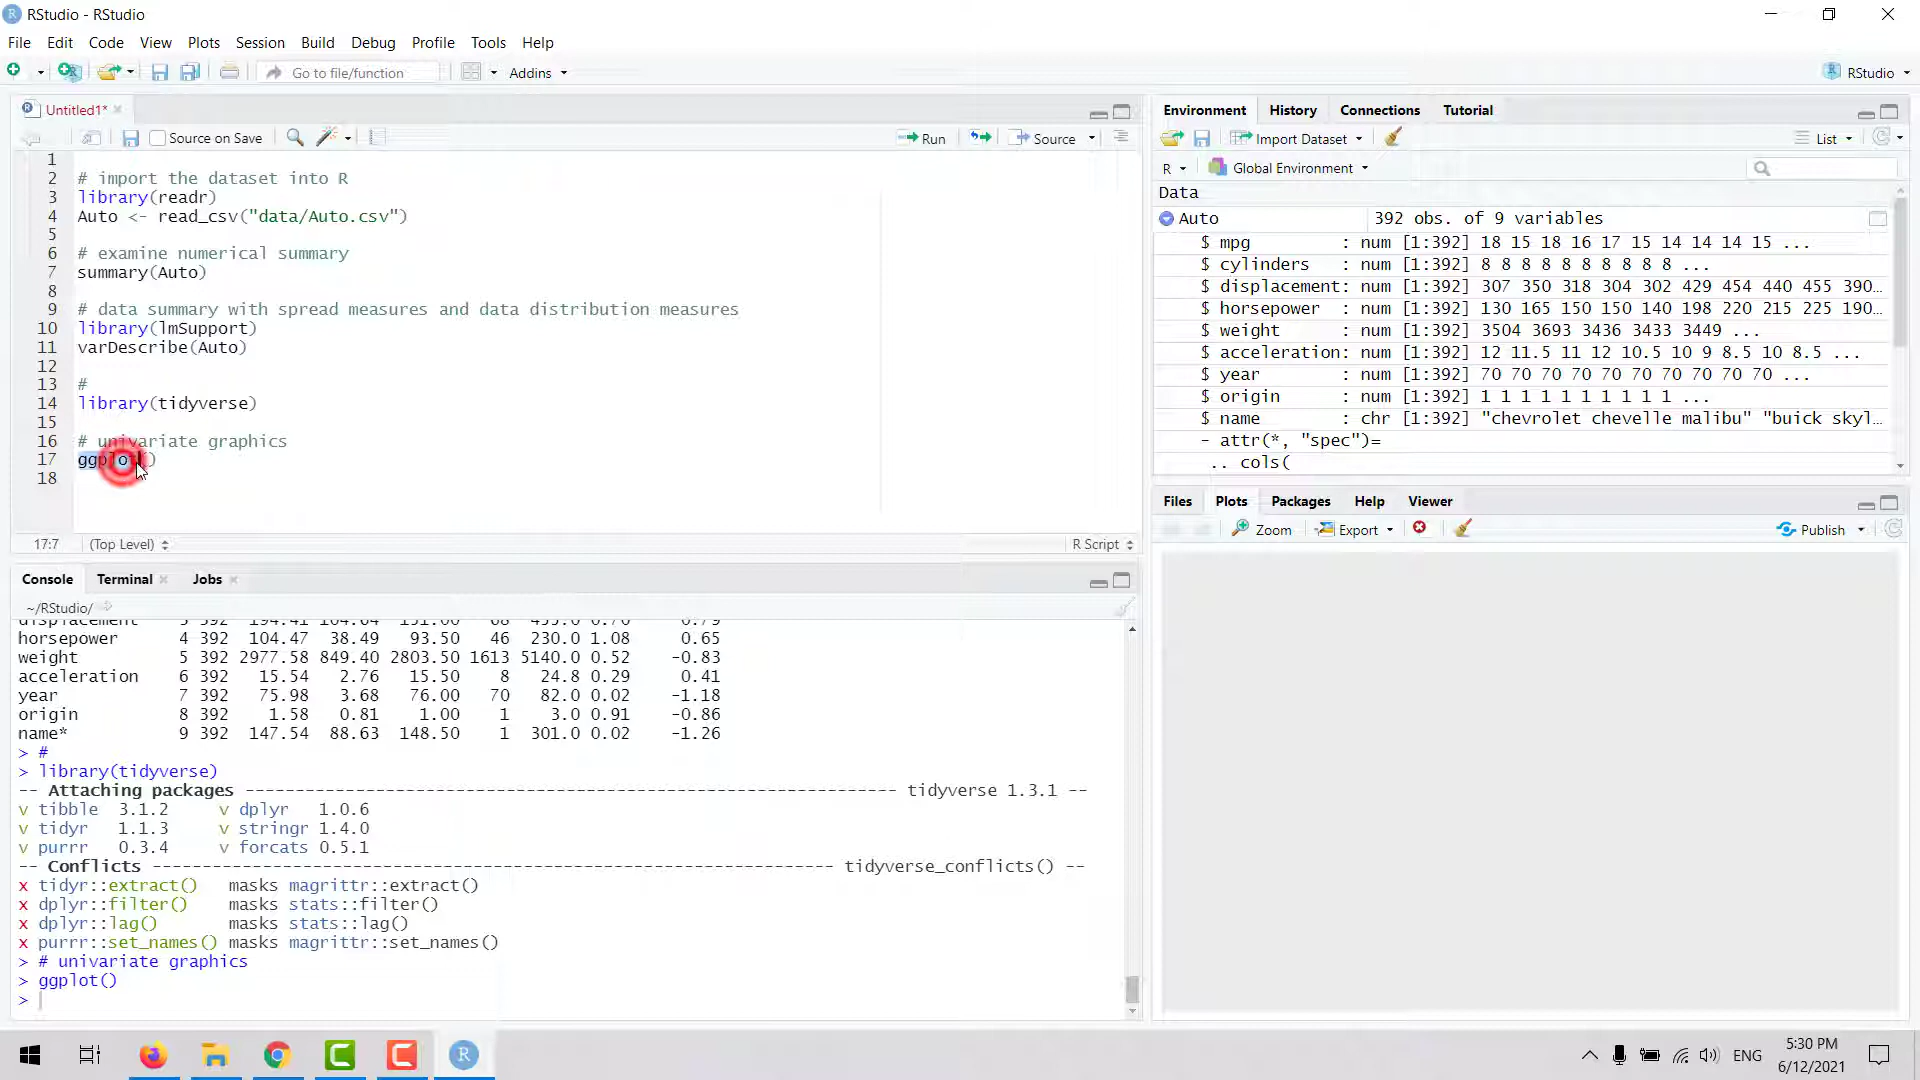 RStudio - RStudio
File Edit Code View Plots Session Build Debug Profile Tools Help
Go to file/function Addins RStudio
Untitled1*
Source on Save Run Source
1
2 # import the dataset into R
3 library(readr)
4 Auto <- read_csv("data/Auto.csv")
5
6 # examine numerical summary
7 summary(Auto)
8
9 # data summary with spread measures and data distribution measures
10 library(lmSupport)
11 varDescribe(Auto)
12
13 #
14 library(tidyverse)
15
16 # univariate graphics
17 ggplot()
18
17:7 (Top Level) R Script
Console Terminal Jobs
~/RStudio/
horsepower 4 392 104.47 38.49 93.50 46 230.0 1.08 0.65
weight 5 392 2977.58 849.40 2803.50 1613 5140.0 0.52 -0.83
acceleration 6 392 15.54 2.76 15.50 8 24.8 0.29 0.41
year 7 392 75.98 3.68 76.00 70 82.0 0.02 -1.18
origin 8 392 1.58 0.81 1.00 1 3.0 0.91 -0.86
name* 9 392 147.54 88.63 148.50 1 301.0 0.02 -1.26
> #
> library(tidyverse)
-- Attaching packages ------------------------------------------------------------------ tidyverse 1.3.1 --
v tibble 3.1.2 v dplyr 1.0.6
v tidyr 1.1.3 v stringr 1.4.0
v purrr 0.3.4 v forcats 0.5.1
-- Conflicts --------------------------------------------------------------------- tidyverse_conflicts() --
x tidyr::extract() masks magrittr::extract()
x dplyr::filter() masks stats::filter()
x dplyr::lag() masks stats::lag()
x purrr::set_names() masks magrittr::set_names()
> # univariate graphics
> ggplot()
>
Environment History Connections Tutorial
Import Dataset List
R Global Environment
Data
Auto 392 obs. of 9 variables
$ mpg : num [1:392] 18 15 18 16 17 15 14 14 14 15 ...
$ cylinders : num [1:392] 8 8 8 8 8 8 8 8 8 8 ...
$ displacement: num [1:392] 307 350 318 304 302 429 454 440 455 390...
$ horsepower : num [1:392] 130 165 150 150 140 198 220 215 225 190...
$ weight : num [1:392] 3504 3693 3436 3433 3449 ...
$ acceleration: num [1:392] 12 11.5 11 12 10.5 10 9 8.5 10 8.5 ...
$ year : num [1:392] 70 70 70 70 70 70 70 70 70 70 ...
$ origin : num [1:392] 1 1 1 1 1 1 1 1 1 1 ...
$ name : chr [1:392] "chevrolet chevelle malibu" "buick skyl...
- attr(*, "spec")=
.. cols(
Files Plots Packages Help Viewer
Zoom Export Publish
ENG
5:30 PM
6/12/2021